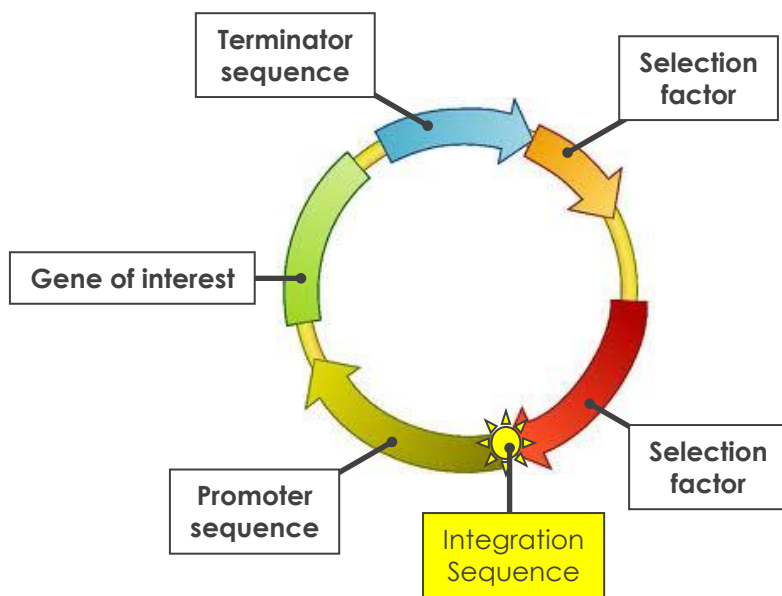 Terminator
sequence
Selection
factor
Gene of interest
Promoter
sequence
Selection
factor
Integration
Sequence